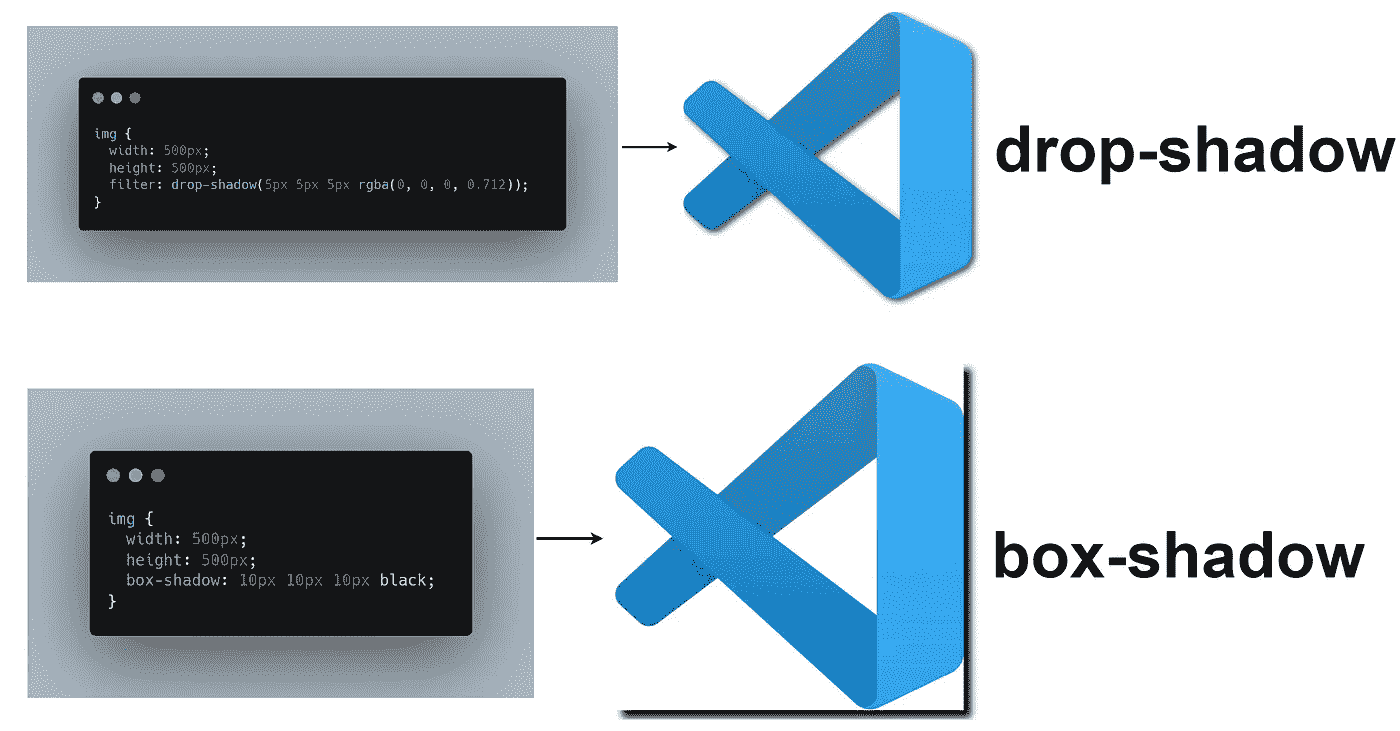 img {
  width: 500px;
  height: 500px;
  filter: drop-shadow(5px 5px 5px rgba(0, 0, 0, 0.712));
}
drop-shadow
img {
  width: 500px;
  height: 500px;
  box-shadow: 10px 10px 10px black;
}
box-shadow